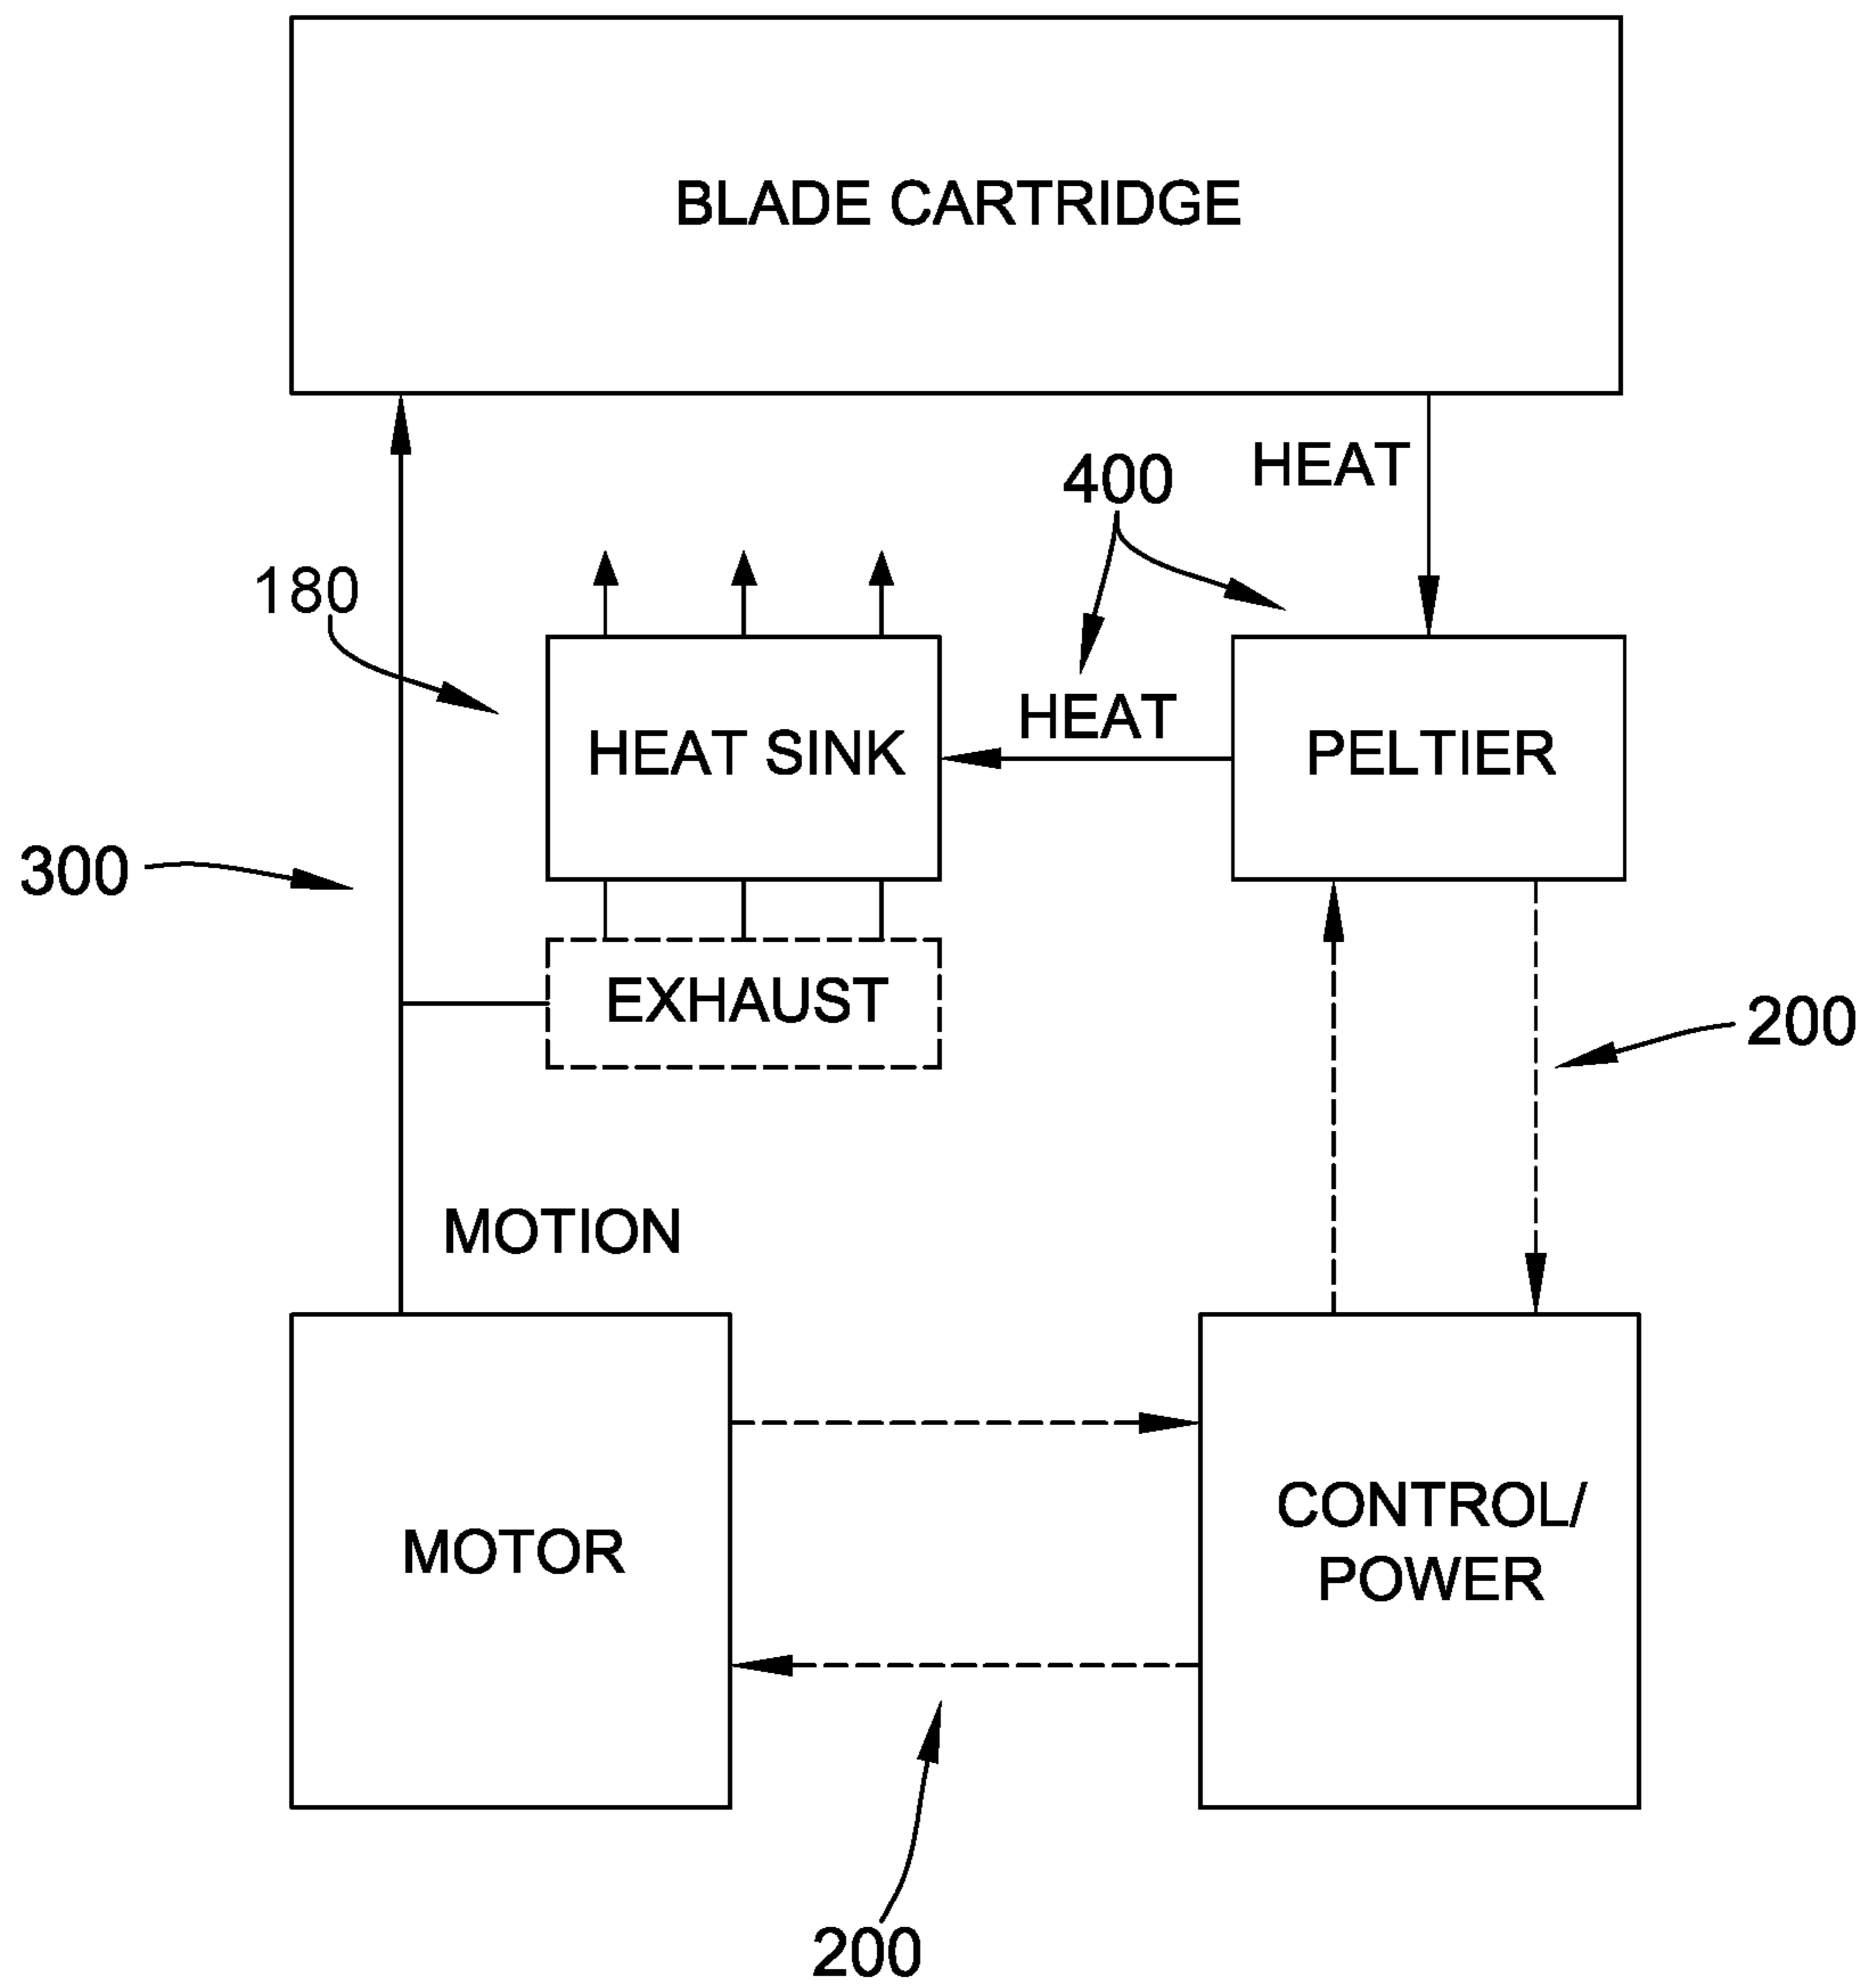 BLADE CARTRIDGE
HEAT
400
180
HEAT
HEAT SINK
PELTIER
300
EXHAUST
200
MOTION
CONTROL/
POWER
MOTOR
200